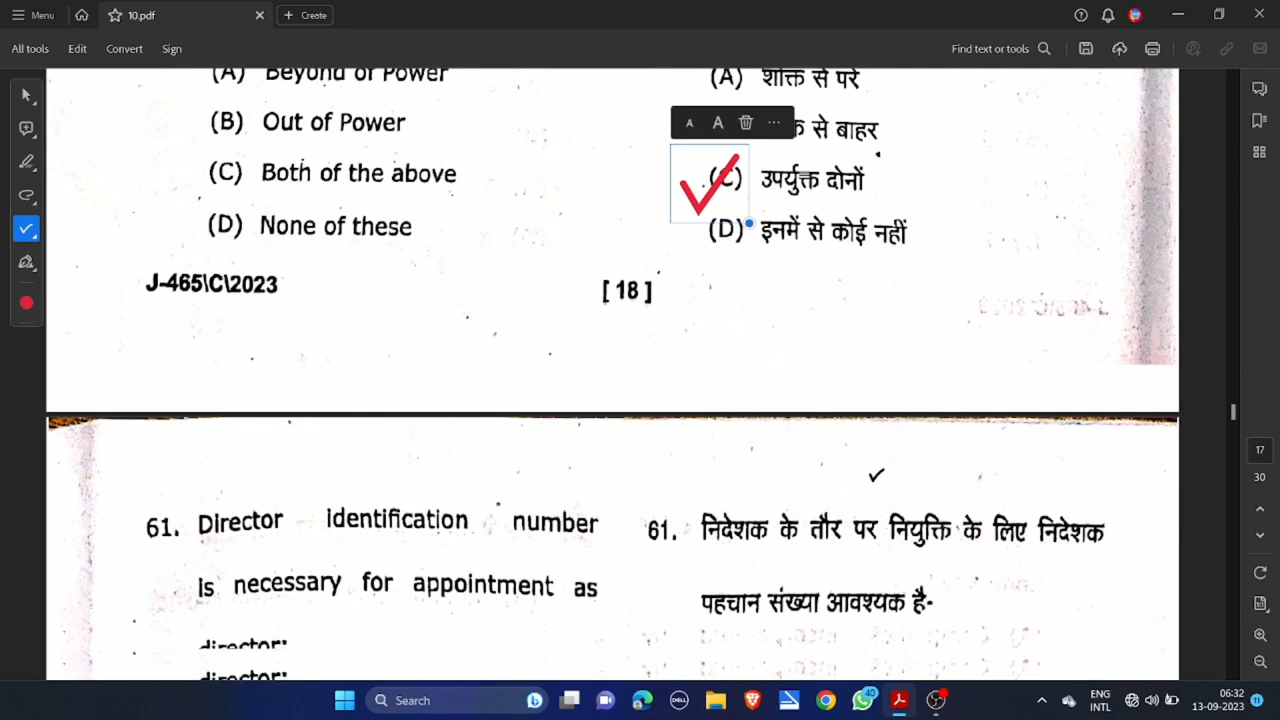 Menu
10.pdf
Create
All tools
Edit
Convert
Sign
Find text or tools
(A) Beyond of Power
(B) Out of Power
(C) Both of the above
(D) None of these
(A) शक्ति से परे
से बाहर
(C) उपर्युक्त दोनों
(D) इनमें से कोई नहीं
J-465\C\2023
[ 18 ]
61. Director identification number
is necessary for appointment as
director:
director:
61. निदेशक के तौर पर नियुक्ति के लिए निदेशक
पहचान संख्या आवश्यक है-
17
30
Search
DELL
40
ENG
INTL
06:32
13-09-2023